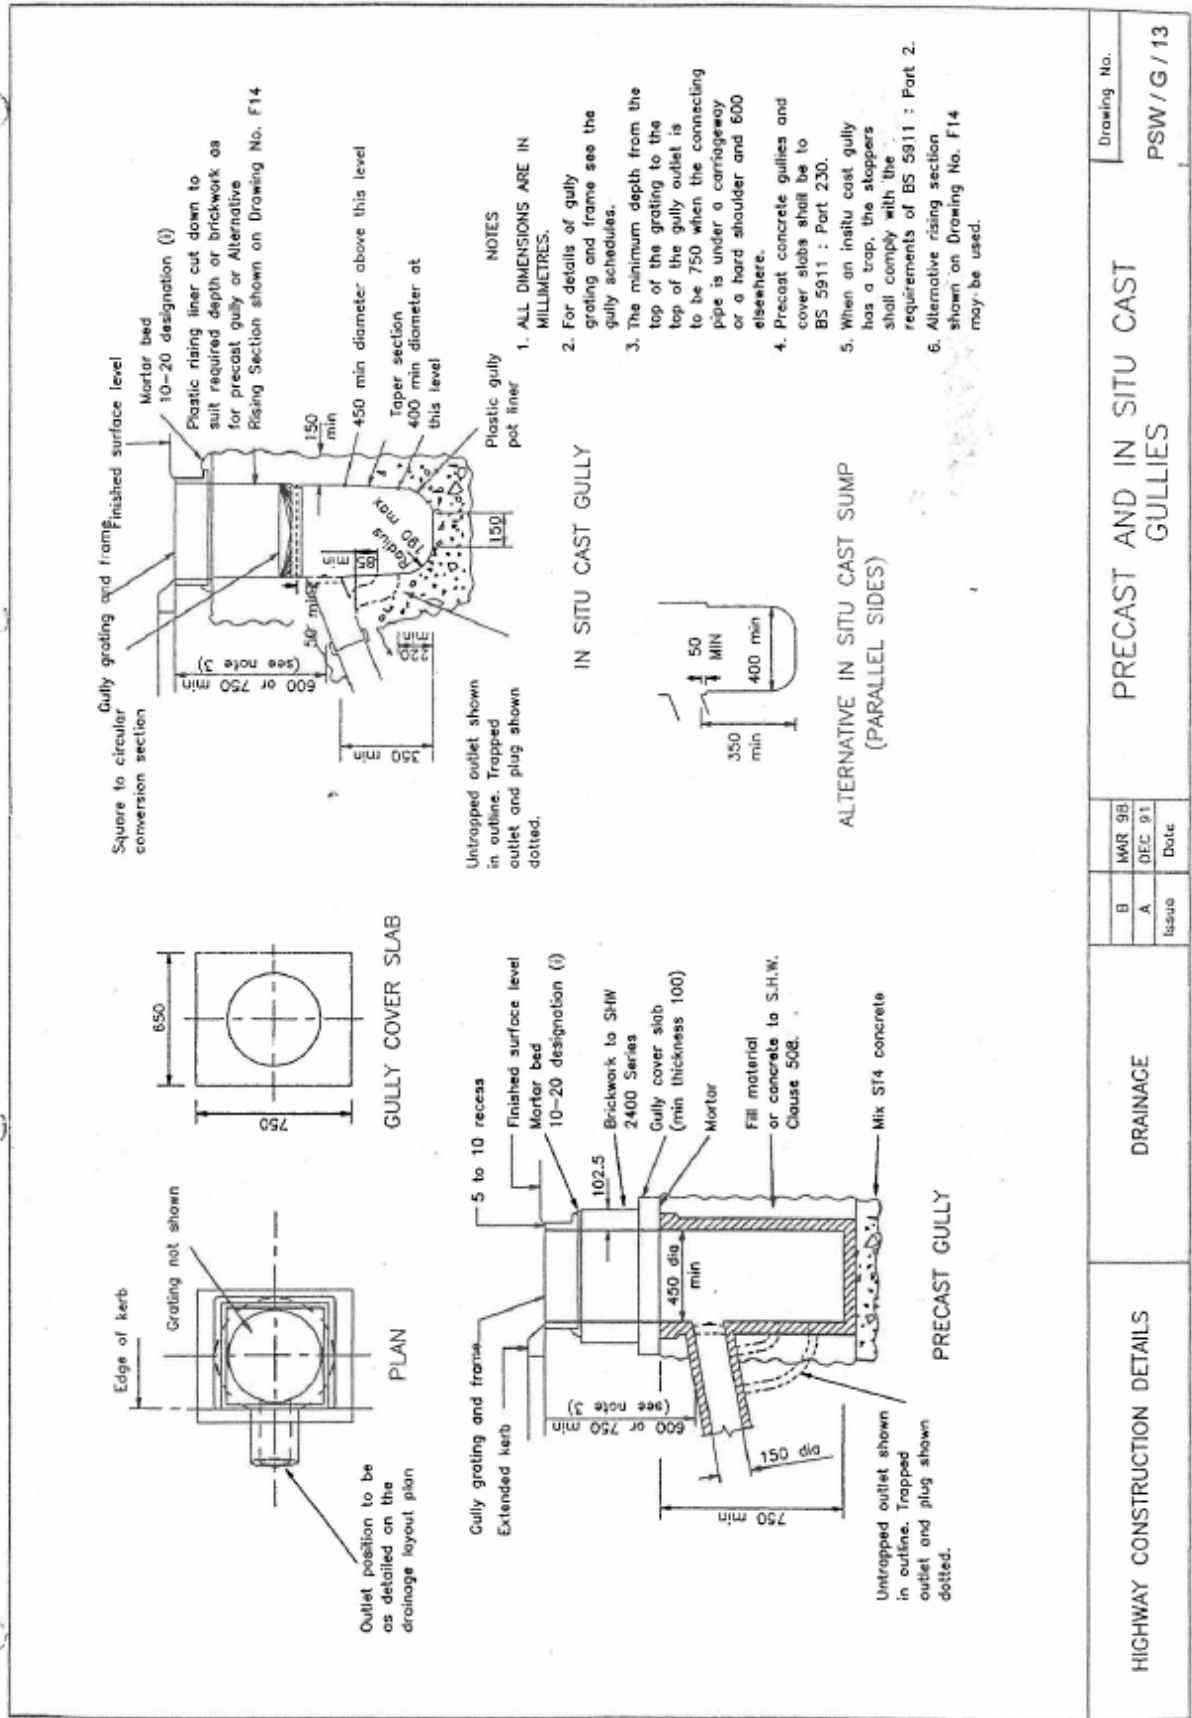 Edge of kerb
Grating not shown
Outlet position to be
as detailed on the
drainage layout plan
PLAN
650
750
GULLY COVER SLAB
Square to circular
conversion section
Gully grating and frame
Finished surface level
Mortar bed
10-20 designation (i)
Plastic rising liner cut down to
suit required depth or brickwork as
for precast gully or Alternative
Rising Section shown on Drawing No. F14
150
min
450 min diameter above this level
Taper section
400 min diameter at
this level
Plastic gully
pot liner
600 or 750 min
(see note 3)
50 min
350 min
min
Radius
190 max
150
Untrapped outlet shown
in outline. Trapped
outlet and plug shown
dotted.
IN SITU CAST GULLY
NOTES
1. ALL DIMENSIONS ARE IN
MILLIMETRES.
2. For details of gully
grating and frame see the
gully schedules.
3. The minimum depth from the
top of the grating to the
top of the gully outlet is
to be 750 when the connecting
pipe is under a carriageway
or a hard shoulder and 600
elsewhere.
4. Precast concrete gullies and
cover slabs shall be to
BS 5911 : Part 230.
5. When an insitu cast gully
has a trap, the stoppers
shall comply with the
requirements of BS 5911 : Part 2.
6. Alternative rising section
shown on Drawing No. F14
may be used.
Gully grating and frame
Extended kerb
5 to 10 recess
Finished surface level
Mortar bed
10-20 designation (i)
102.5
Brickwork to SHW
2400 Series
Gully cover slab
(min thickness 100)
Mortar
450 dia
min
600 or 750 min
(see note 3)
150 dia
750 min
Fill material
or concrete to S.H.W.
Clause 508.
Mix ST4 concrete
Untrapped outlet shown
in outline. Trapped
outlet and plug shown
dotted.
PRECAST GULLY
50
MIN
400 min
350
min
ALTERNATIVE IN SITU CAST SUMP
(PARALLEL SIDES)
HIGHWAY CONSTRUCTION DETAILS
DRAINAGE
B MAR 98
A DEC 91
Issue Date
PRECAST AND IN SITU CAST
GULLIES
Drawing No.
PSW / G / 13